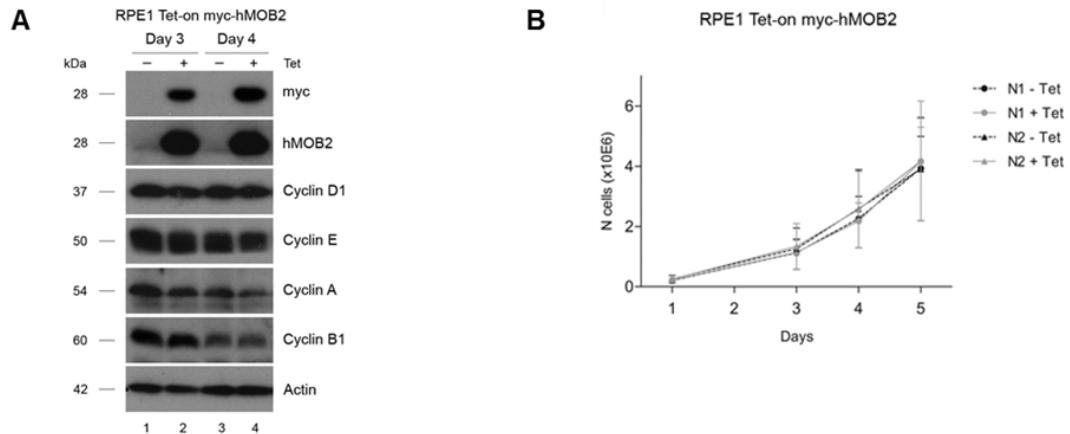 A
RPE1 Tet-on myc-hMOB2
Day 3 Day 4
kDa − + − + Tet
28 myc
28 hMOB2
37 Cyclin D1
50 Cyclin E
54 Cyclin A
60 Cyclin B1
42 Actin
1 2 3 4
B
RPE1 Tet-on myc-hMOB2
N cells (x10E6)
6
4
2
0
1 2 3 4 5
Days
N1 - Tet
N1 + Tet
N2 - Tet
N2 + Tet